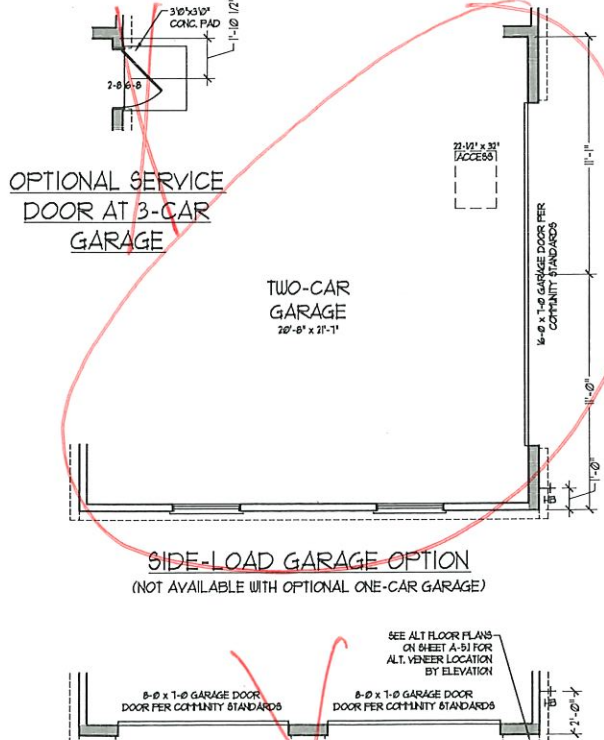 3'0"x3'0"
CONC. PAD
1'-10 1/2"
2-8 6-8
OPTIONAL SERVICE
DOOR AT 3-CAR
GARAGE
22-1/2" x 32"
ACCESS
11'-1"
16-0 x 7-0 GARAGE DOOR PER
COMMUNITY STANDARDS
TWO-CAR
GARAGE
20'-8" x 21'-7"
11'-0"
1'-0"
SIDE-LOAD GARAGE OPTION
(NOT AVAILABLE WITH OPTIONAL ONE-CAR GARAGE)
SEE ALT FLOOR PLANS
ON SHEET A-5.1 FOR
ALT. VENEER LOCATION
BY ELEVATION
8-0 x 7-0 GARAGE DOOR
DOOR PER COMMUNITY STANDARDS
8-0 x 7-0 GARAGE DOOR
DOOR PER COMMUNITY STANDARDS
2'-0"